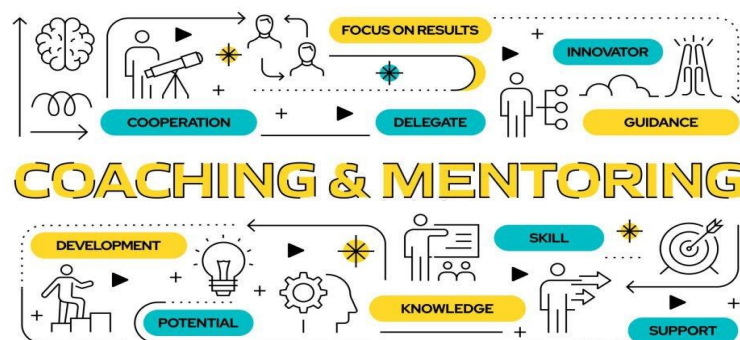 FOCUS ON RESULTS
INNOVATOR
COOPERATION
DELEGATE
GUIDANCE
COACHING & MENTORING
DEVELOPMENT
SKILL
KNOWLEDGE
POTENTIAL
SUPPORT